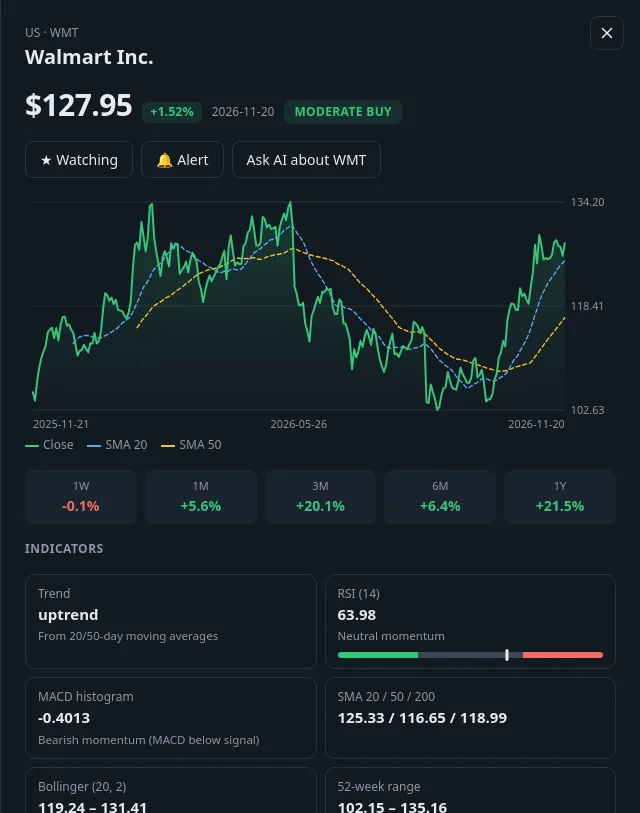 US · WMT
Walmart Inc.
$127.95 +1.52% 2026-11-20 MODERATE BUY
★ Watching 🔔 Alert Ask AI about WMT
134.20
118.41
102.63
2025-11-21 2026-05-26 2026-11-20
Close SMA 20 SMA 50
1W 1M 3M 6M 1Y
-0.1% +5.6% +20.1% +6.4% +21.5%
INDICATORS
Trend
uptrend
From 20/50-day moving averages
RSI (14)
63.98
Neutral momentum
MACD histogram
-0.4013
Bearish momentum (MACD below signal)
SMA 20 / 50 / 200
125.33 / 116.65 / 118.99
Bollinger (20, 2)
119.24 – 131.41
52-week range
102.15 – 135.16